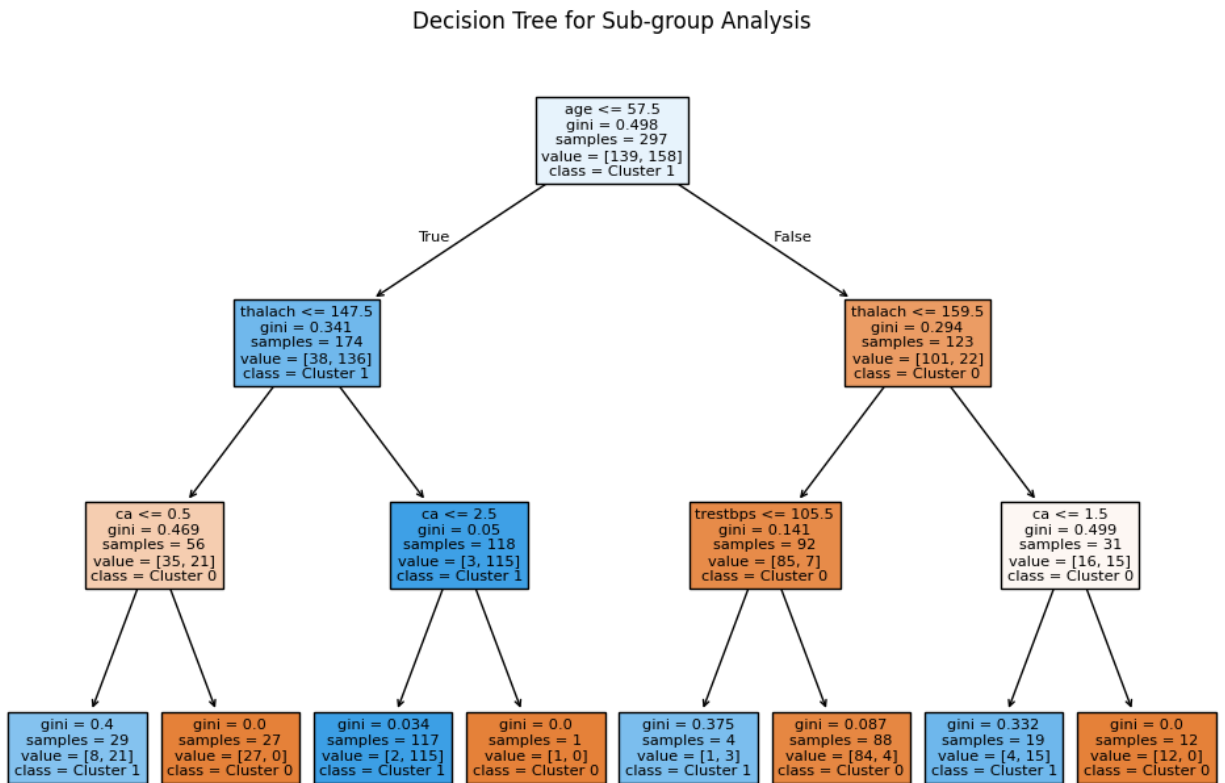 Decision Tree for Sub-group Analysis
age <= 57.5
gini = 0.498
samples = 297
value = [139, 158]
class = Cluster 1
True
False
thalach <= 147.5
gini = 0.341
samples = 174
value = [38, 136]
class = Cluster 1
thalach <= 159.5
gini = 0.294
samples = 123
value = [101, 22]
class = Cluster 0
ca <= 0.5
gini = 0.469
samples = 56
value = [35, 21]
class = Cluster 0
ca <= 2.5
gini = 0.05
samples = 118
value = [3, 115]
class = Cluster 1
trestbps <= 105.5
gini = 0.141
samples = 92
value = [85, 7]
class = Cluster 0
ca <= 1.5
gini = 0.499
samples = 31
value = [16, 15]
class = Cluster 0
gini = 0.4
samples = 29
value = [8, 21]
class = Cluster 1
gini = 0.0
samples = 27
value = [27, 0]
class = Cluster 0
gini = 0.034
samples = 117
value = [2, 115]
class = Cluster 1
gini = 0.0
samples = 1
value = [1, 0]
class = Cluster 0
gini = 0.375
samples = 4
value = [1, 3]
class = Cluster 1
gini = 0.087
samples = 88
value = [84, 4]
class = Cluster 0
gini = 0.332
samples = 19
value = [4, 15]
class = Cluster 1
gini = 0.0
samples = 12
value = [12, 0]
class = Cluster 0